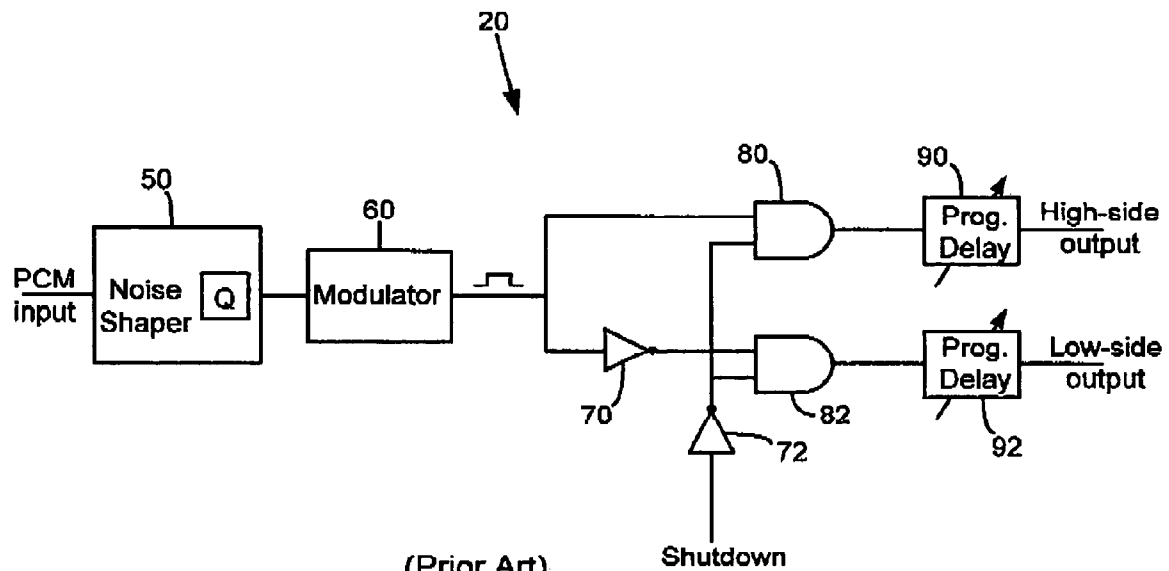 20
80
90
50
60
Prog.
Delay
High-side
output
PCM
input
Noise
Shaper
Q
Modulator
Prog.
Delay
Low-side
output
70
82
72
92
(Prior Art)
Shutdown